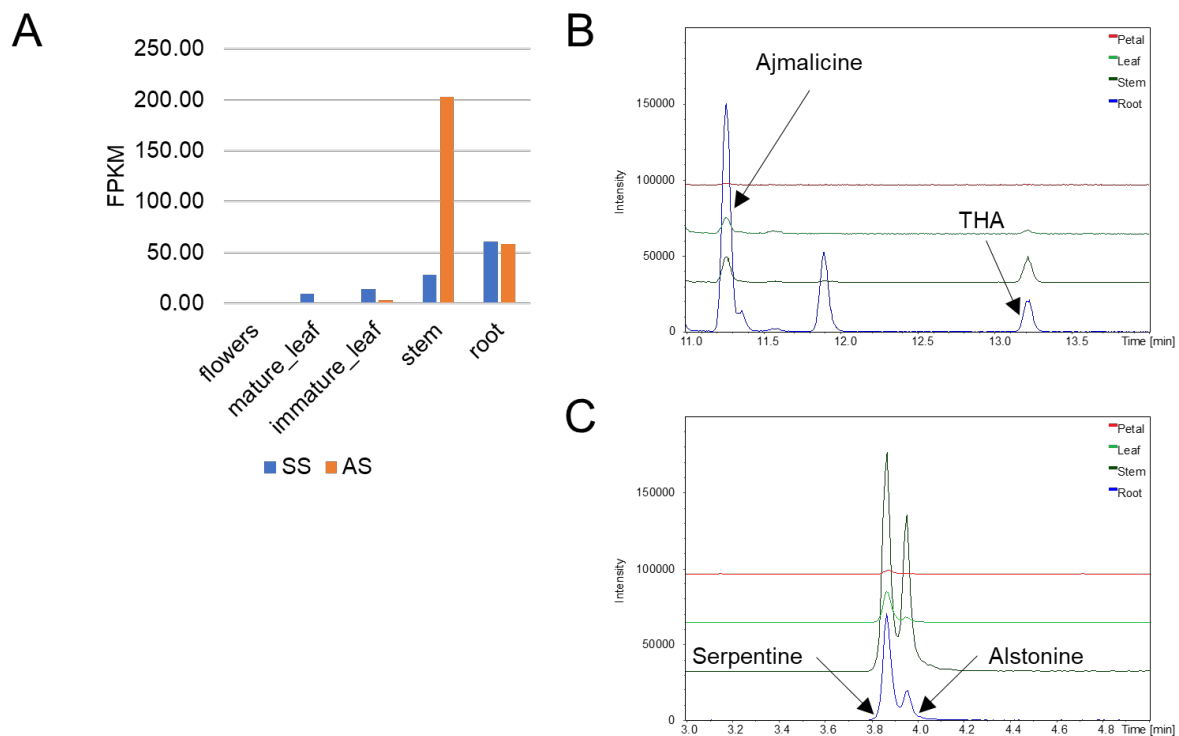 A
250.00
200.00
150.00
100.00
50.00
0.00
FPKM
flowers
mature_leaf
immature_leaf
stem
root
SS AS
B
Petal
Leaf
Stem
Root
Ajmalicine
THA
150000
100000
50000
0
Intensity
11.0 11.5 12.0 12.5 13.0 13.5 Time [min]
C
Petal
Leaf
Stem
Root
Serpentine
Alstonine
150000
100000
50000
0
Intensity
3.0 3.2 3.4 3.6 3.8 4.0 4.2 4.4 4.6 4.8 Time [min]